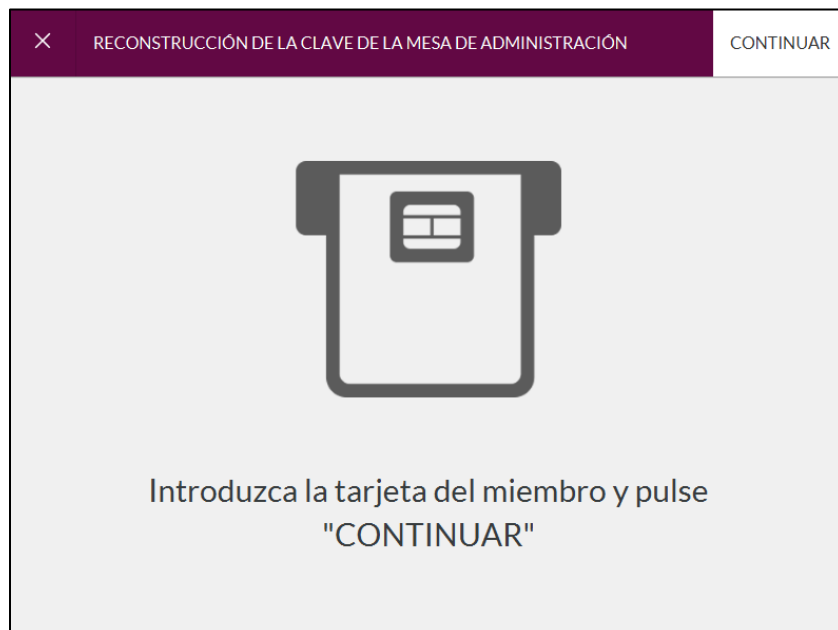 RECONSTRUCCIÓN DE LA CLAVE DE LA MESA DE ADMINISTRACIÓN
CONTINUAR
Introduzca la tarjeta del miembro y pulse
"CONTINUAR"